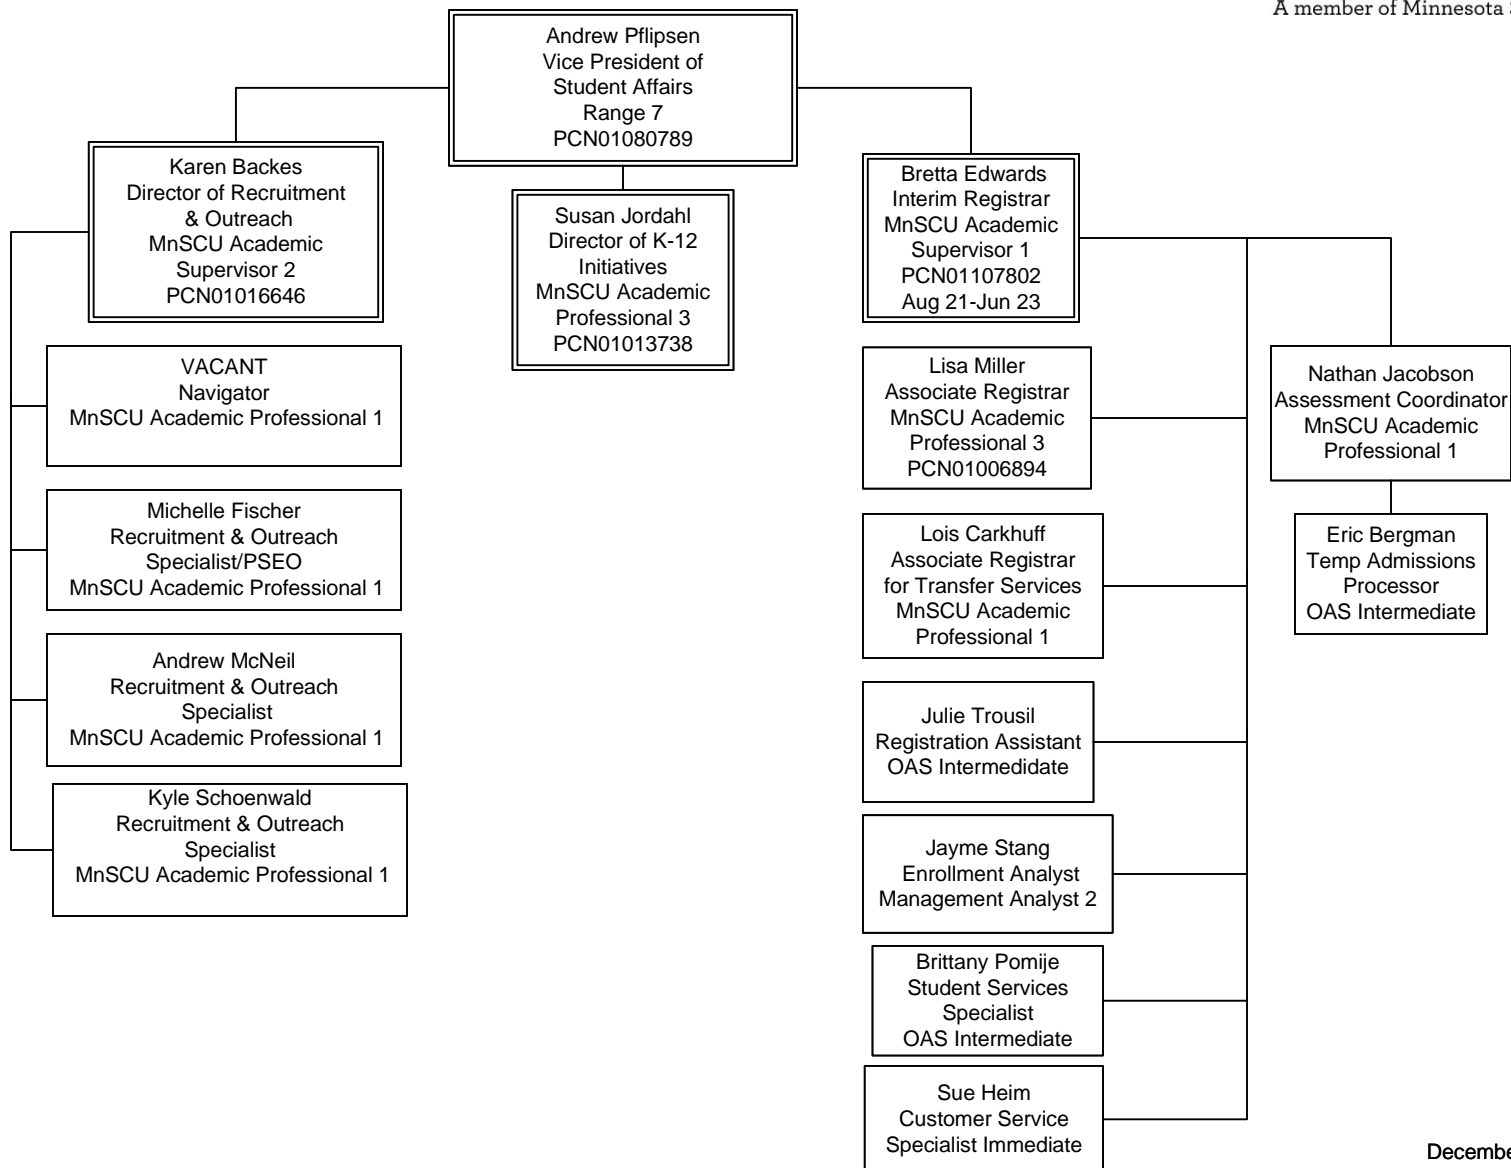 A member of Minnesota
Andrew Pflipsen
Vice President of
Student Affairs
Range 7
PCN01080789
Karen Backes
Director of Recruitment
& Outreach
MnSCU Academic
Supervisor 2
PCN01016646
Susan Jordahl
Director of K-12
Initiatives
MnSCU Academic
Professional 3
PCN01013738
Bretta Edwards
Interim Registrar
MnSCU Academic
Supervisor 1
PCN01107802
Aug 21-Jun 23
VACANT
Navigator
MnSCU Academic Professional 1
Michelle Fischer
Recruitment & Outreach
Specialist/PSEO
MnSCU Academic Professional 1
Andrew McNeil
Recruitment & Outreach
Specialist
MnSCU Academic Professional 1
Kyle Schoenwald
Recruitment & Outreach
Specialist
MnSCU Academic Professional 1
Lisa Miller
Associate Registrar
MnSCU Academic
Professional 3
PCN01006894
Lois Carkhuff
Associate Registrar
for Transfer Services
MnSCU Academic
Professional 1
Julie Trousil
Registration Assistant
OAS Intermedidate
Jayme Stang
Enrollment Analyst
Management Analyst 2
Brittany Pomije
Student Services
Specialist
OAS Intermediate
Sue Heim
Customer Service
Specialist Immediate
Nathan Jacobson
Assessment Coordinator
MnSCU Academic
Professional 1
Eric Bergman
Temp Admissions
Processor
OAS Intermediate
Decembe